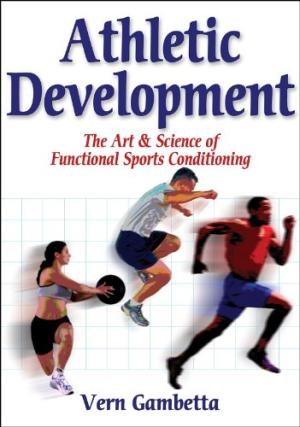 Athletic
Development
The Art & Science of
Functional Sports Conditioning
Vern Gambetta